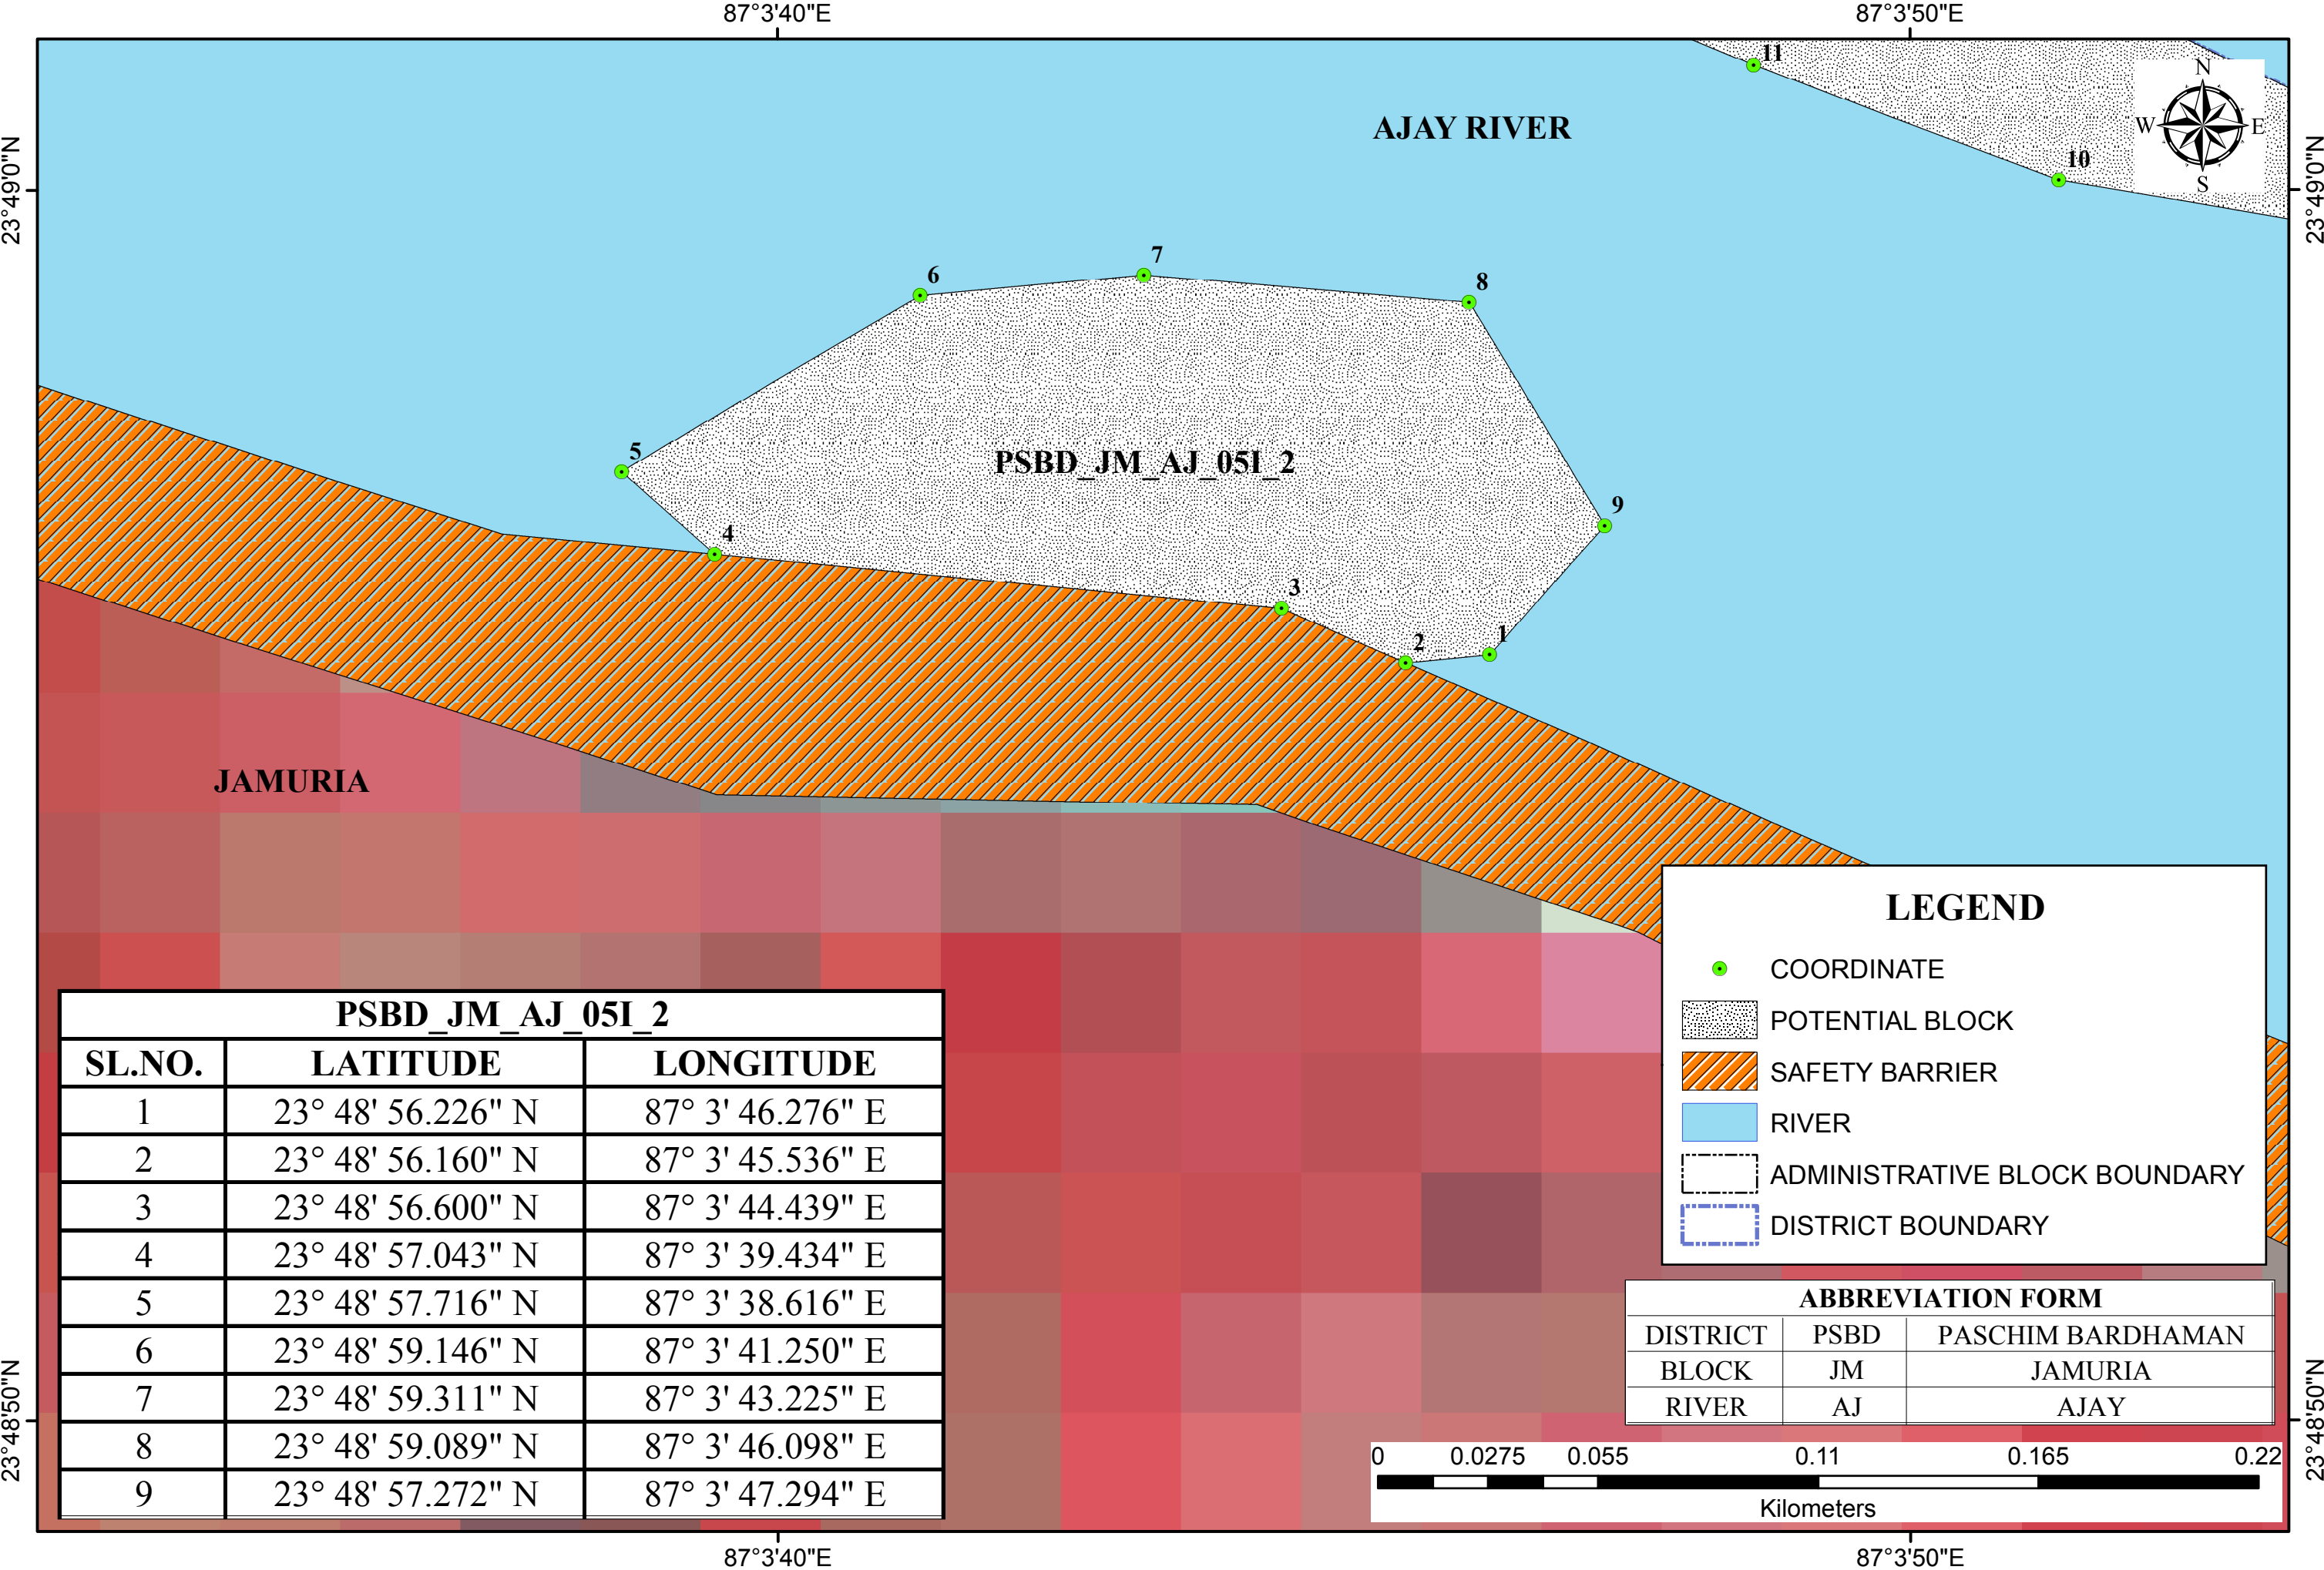 87°3'40"E
87°3'50"E
11
AJAY RIVER
N
W
E
S
10
23°49'0"N
23°49'0"N
7
6
8
5
PSBD_JM_AJ_05I_2
9
4
3
1
2
JAMURIA
LEGEND
COORDINATE
POTENTIAL BLOCK
SAFETY BARRIER
RIVER
ADMINISTRATIVE BLOCK BOUNDARY
DISTRICT BOUNDARY
PSBD_JM_AJ_05I_2
SL.NO. LATITUDE LONGITUDE
1 23° 48' 56.226" N 87° 3' 46.276" E
2 23° 48' 56.160" N 87° 3' 45.536" E
3 23° 48' 56.600" N 87° 3' 44.439" E
4 23° 48' 57.043" N 87° 3' 39.434" E
5 23° 48' 57.716" N 87° 3' 38.616" E
6 23° 48' 59.146" N 87° 3' 41.250" E
7 23° 48' 59.311" N 87° 3' 43.225" E
8 23° 48' 59.089" N 87° 3' 46.098" E
9 23° 48' 57.272" N 87° 3' 47.294" E
ABBREVIATION FORM
DISTRICT PSBD PASCHIM BARDHAMAN
BLOCK JM JAMURIA
RIVER AJ AJAY
23°48'50"N
23°48'50"N
0 0.0275 0.055 0.11 0.165 0.22
Kilometers
87°3'40"E
87°3'50"E